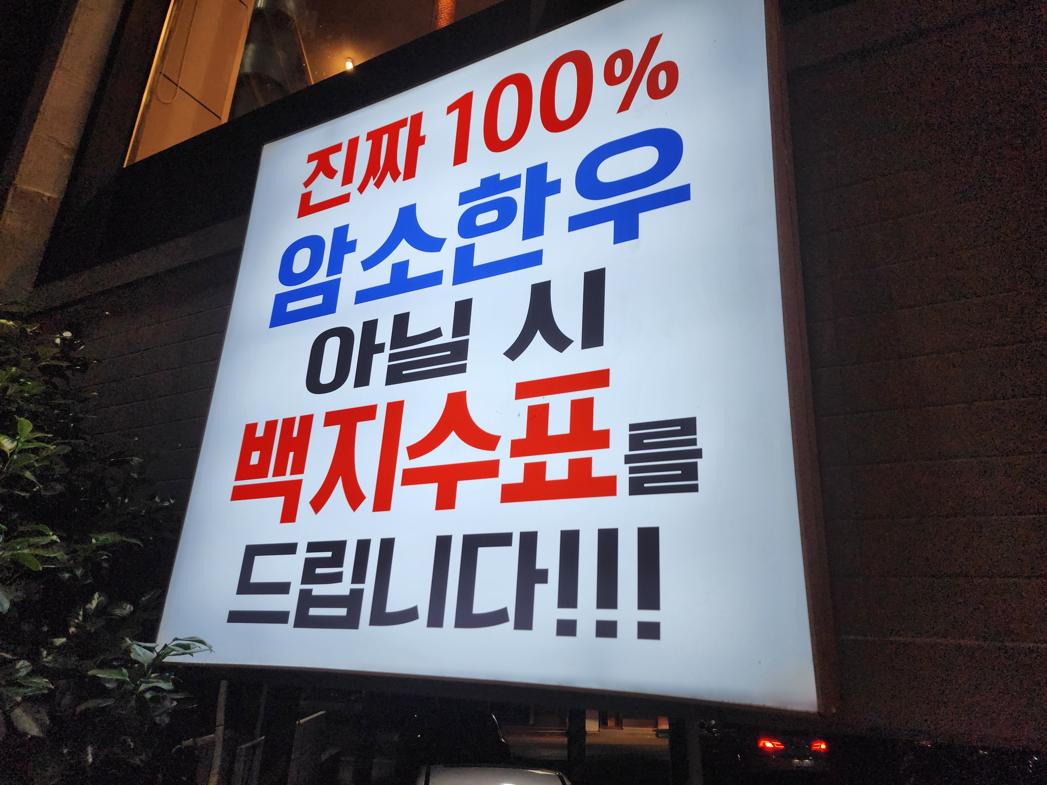 진짜 100%
암소한우
아닐 시
백지수표를
드립니다!!!